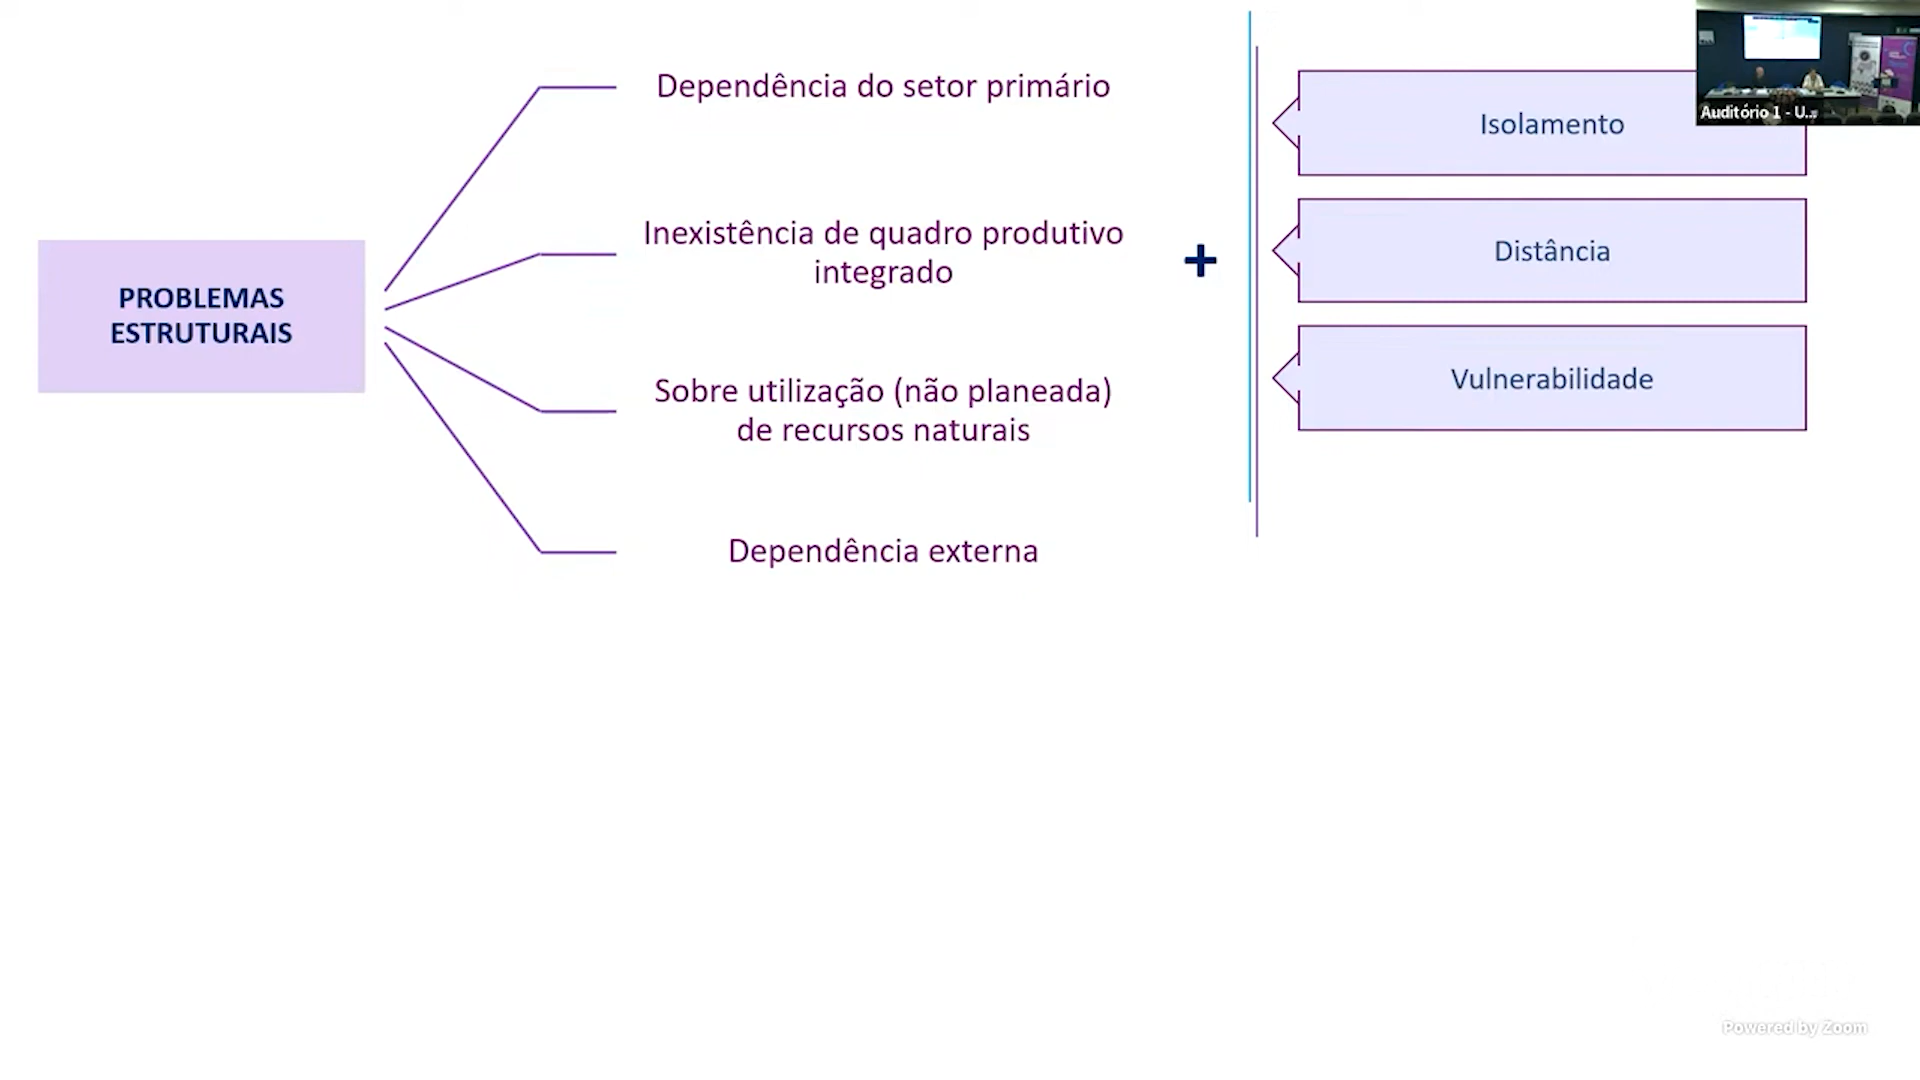 PROBLEMAS
ESTRUTURAIS
Dependência do setor primário
Inexistência de quadro produtivo
integrado
Sobre utilização (não planeada)
de recursos naturais
Dependência externa
+
Isolamento
Distância
Vulnerabilidade
Auditório 1 - U...
Powered by Zoom